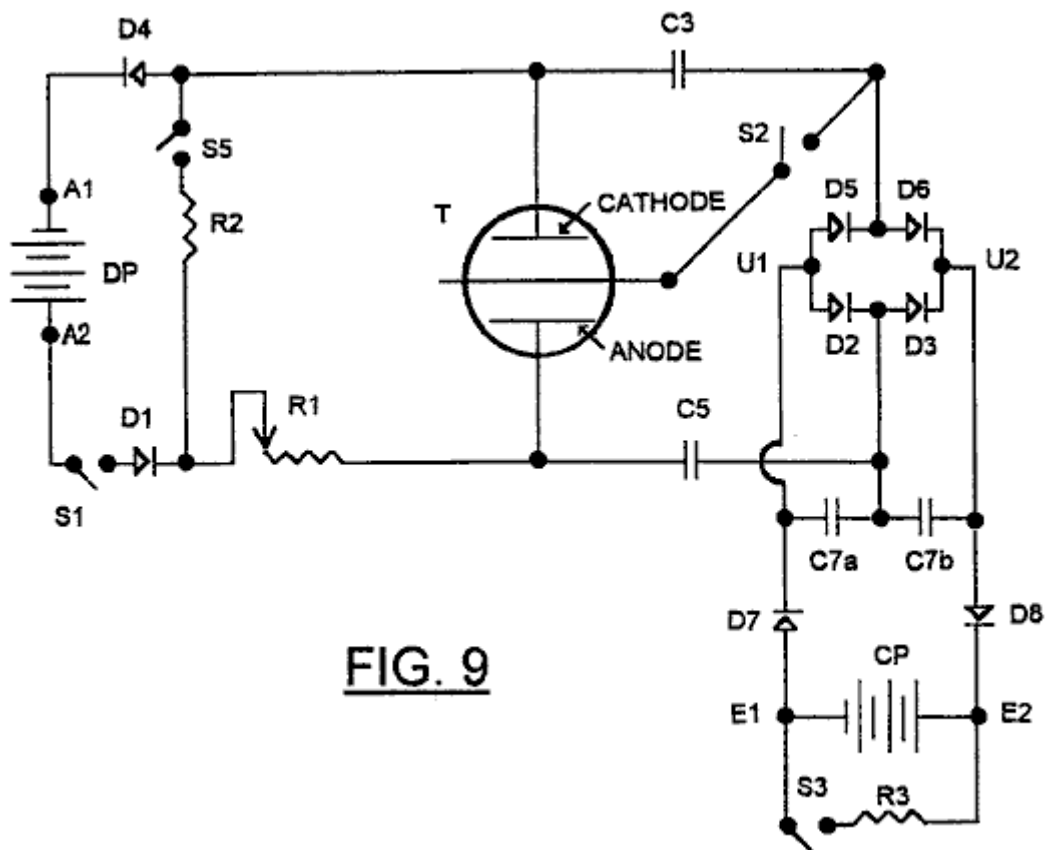 D4
C3
S5
S2
A1
T
CATHODE
D5
D6
R2
DP
U1
U2
A2
ANODE
D2
D3
D1
R1
C5
S1
C7a
C7b
D7
D8
FIG. 9
CP
E1
E2
S3
R3